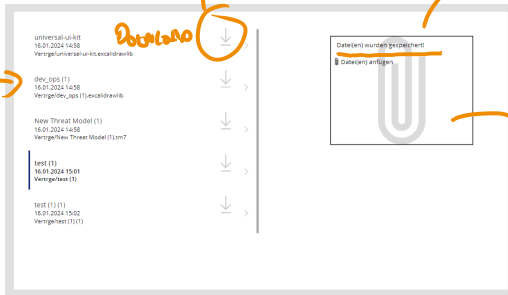 universal-ui-kit
16.01.2024 14:58
Vertrge/universal-ui-kit.excalidrawlib
Download
dev_ops (1)
16.01.2024 14:58
Vertrge/dev_ops (1).excalidrawlib
New Threat Model (1)
16.01.2024 14:58
Vertrge/New Threat Model (1).tm7
test (1)
16.01.2024 15:01
Vertrge/test (1)
test (1) (1)
16.01.2024 15:02
Vertrge/test (1) (1)
Datei(en) wurden gespeichert!
Datei(en) anfügen